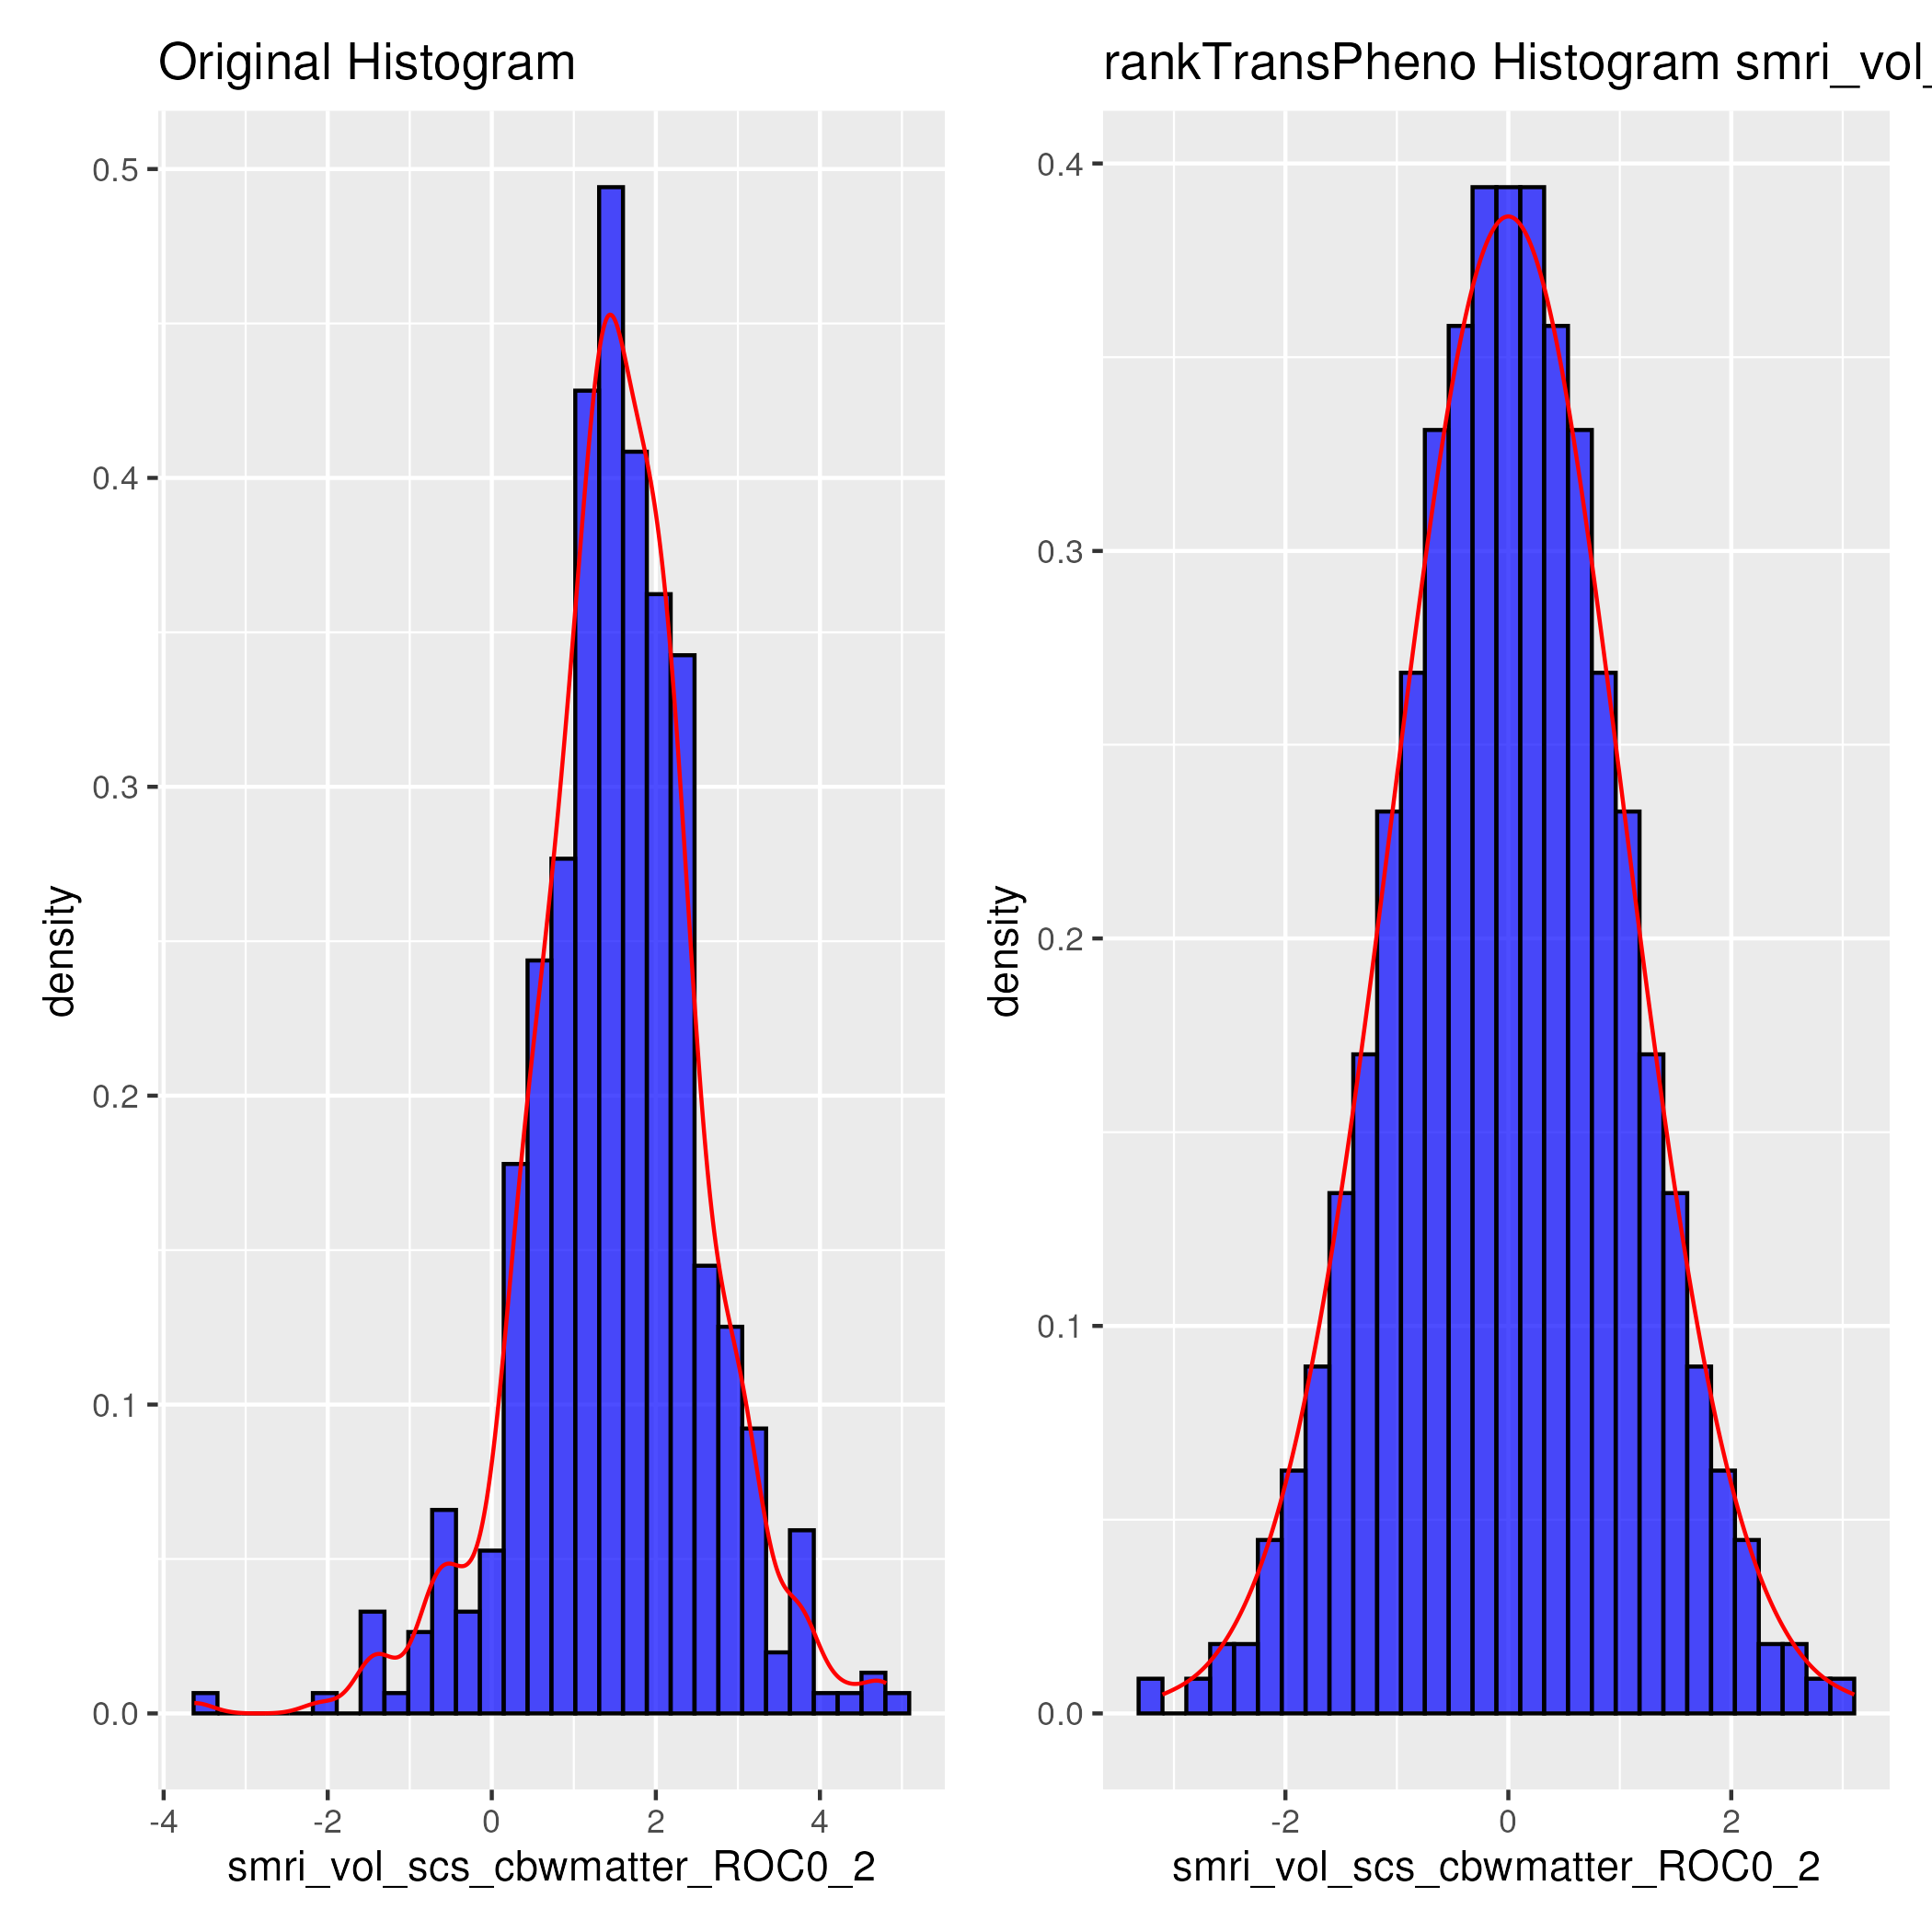 Original Histogram
density
0.5
0.4
0.3
0.2
0.1
0.0
-4 -2 0 2 4
smri_vol_scs_cbwmatter_ROC0_2
rankTransPheno Histogram smri_vol_
density
0.4
0.3
0.2
0.1
0.0
-2 0 2
smri_vol_scs_cbwmatter_ROC0_2